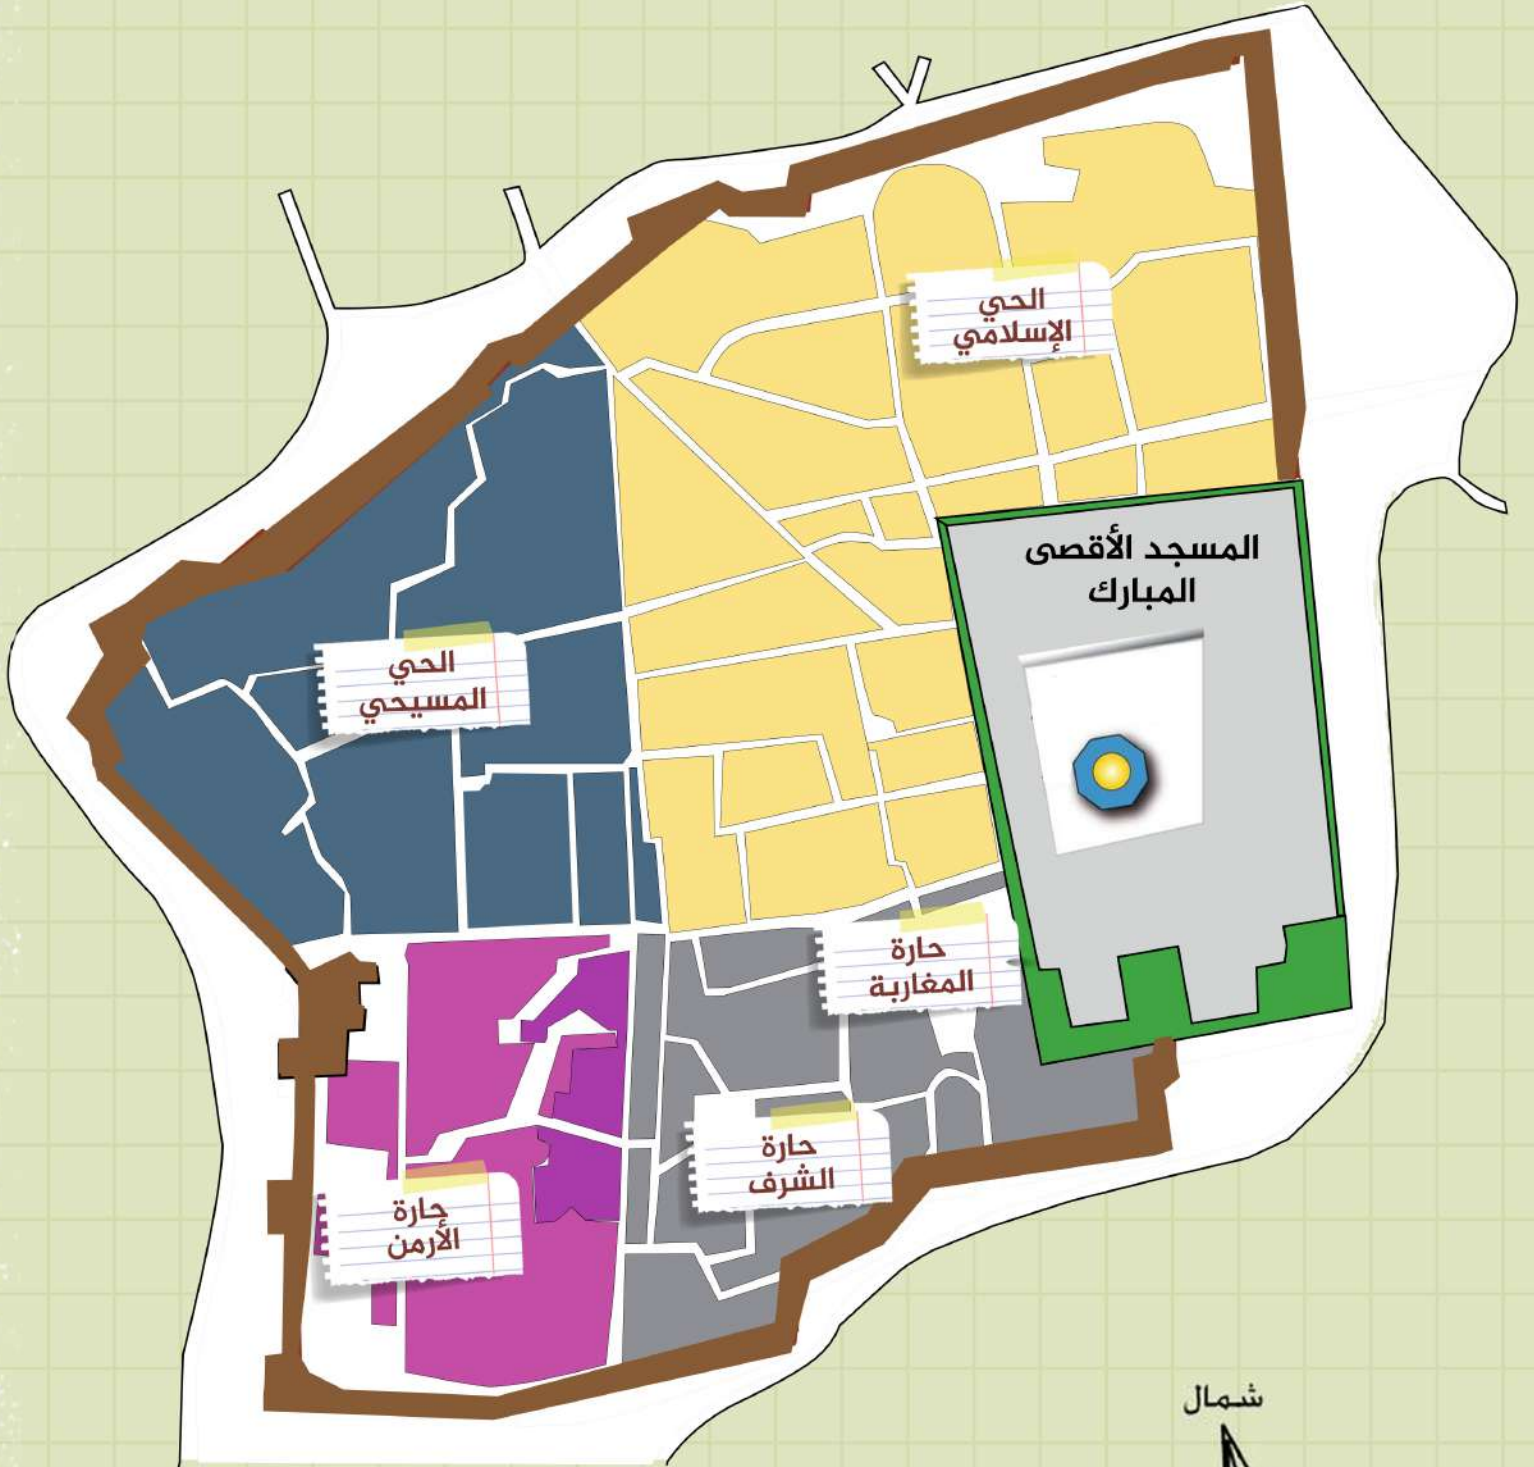 الحي
الإسلامي
المسجد الأقصى
المبارك
الحي
المسيحي
حارة
المغاربة
حارة
الشرف
حارة
الأرمن
شمال